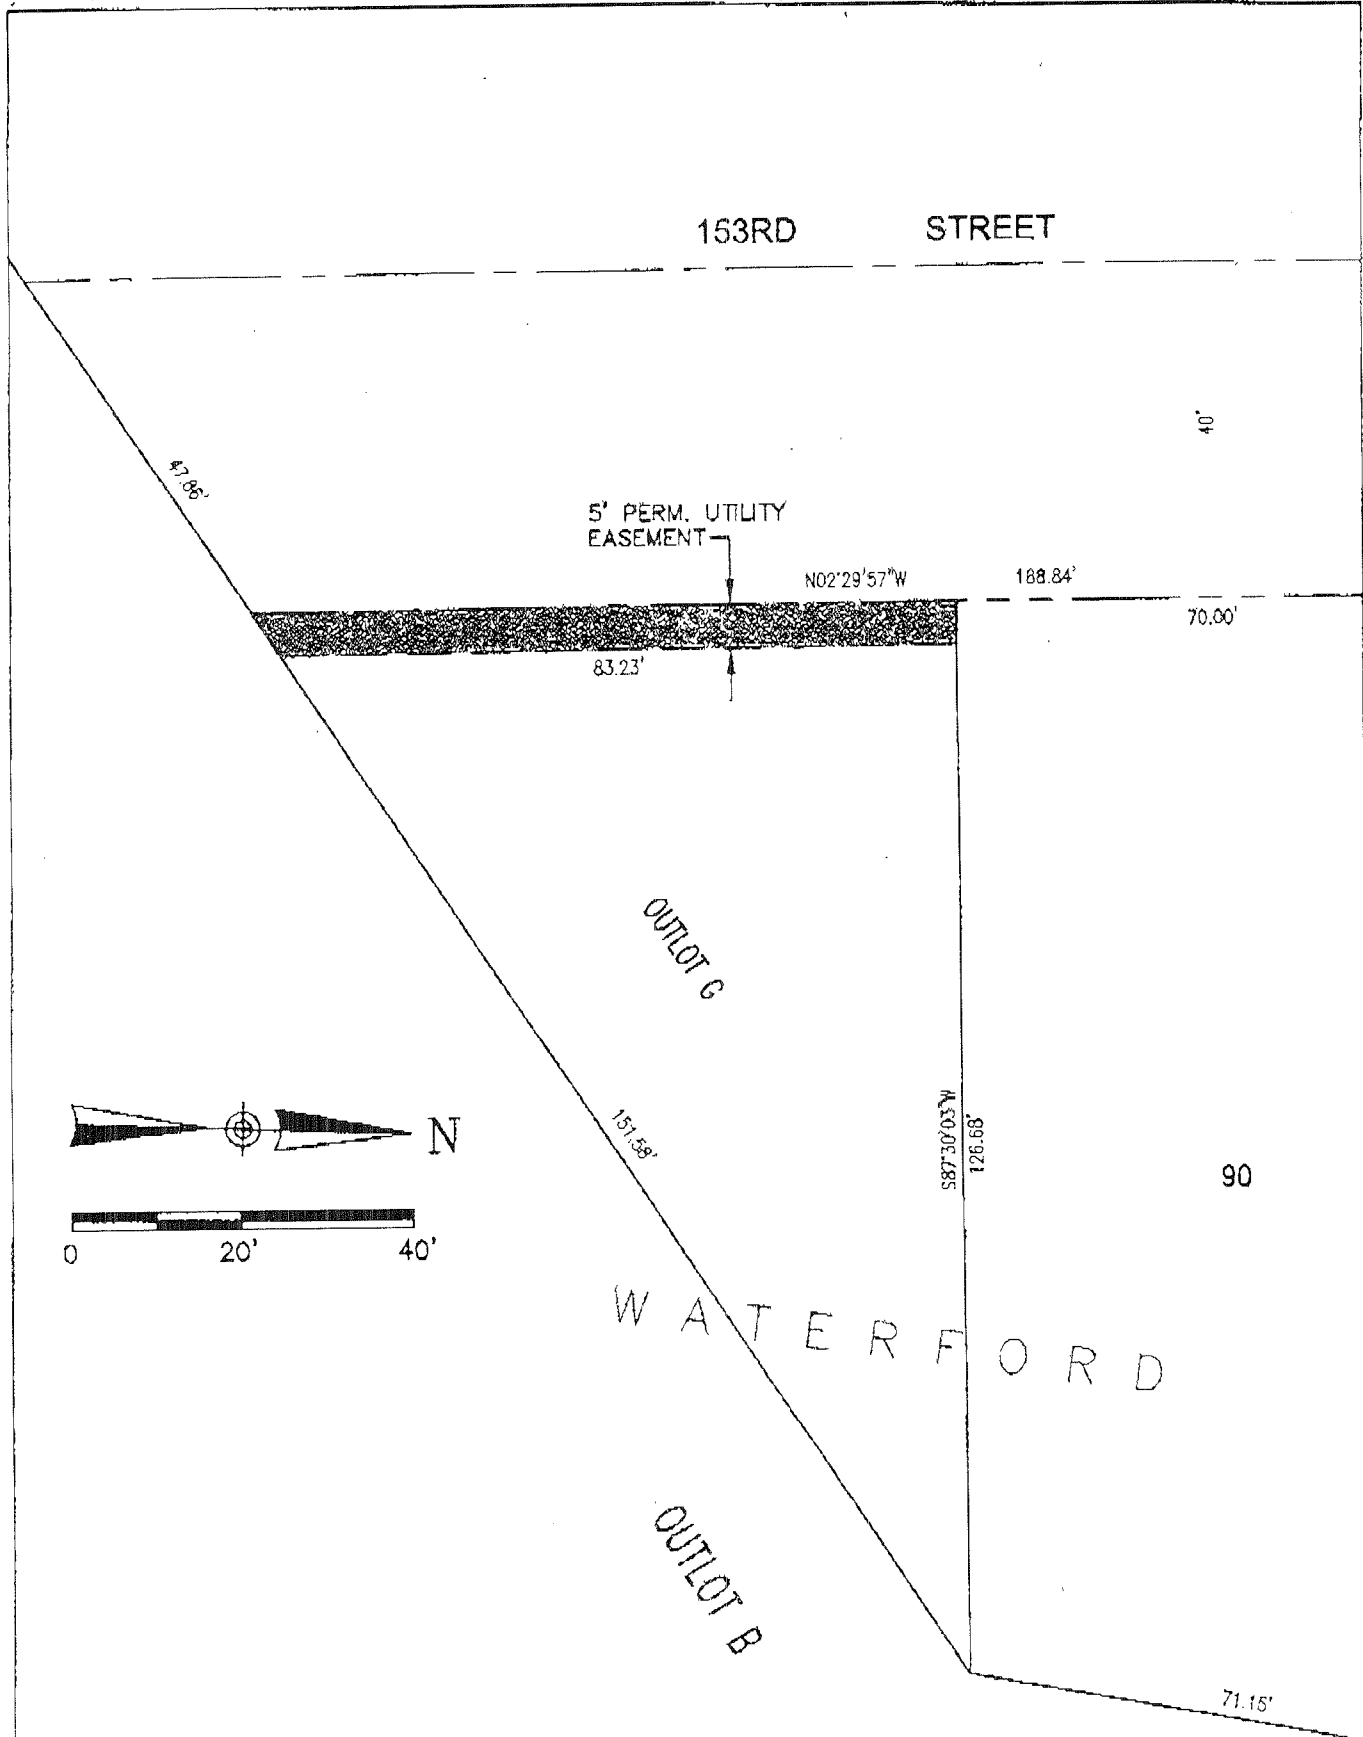 153RD STREET
40'
47.86'
5' PERM. UTILITY
EASEMENT
N02°29'57"W 188.84'
70.00'
83.23'
OUTLOT G
151.58'
S87°30'03"W
126.68'
N
90
0 20' 40'
WATERFORD
OUTLOT B
71.15'